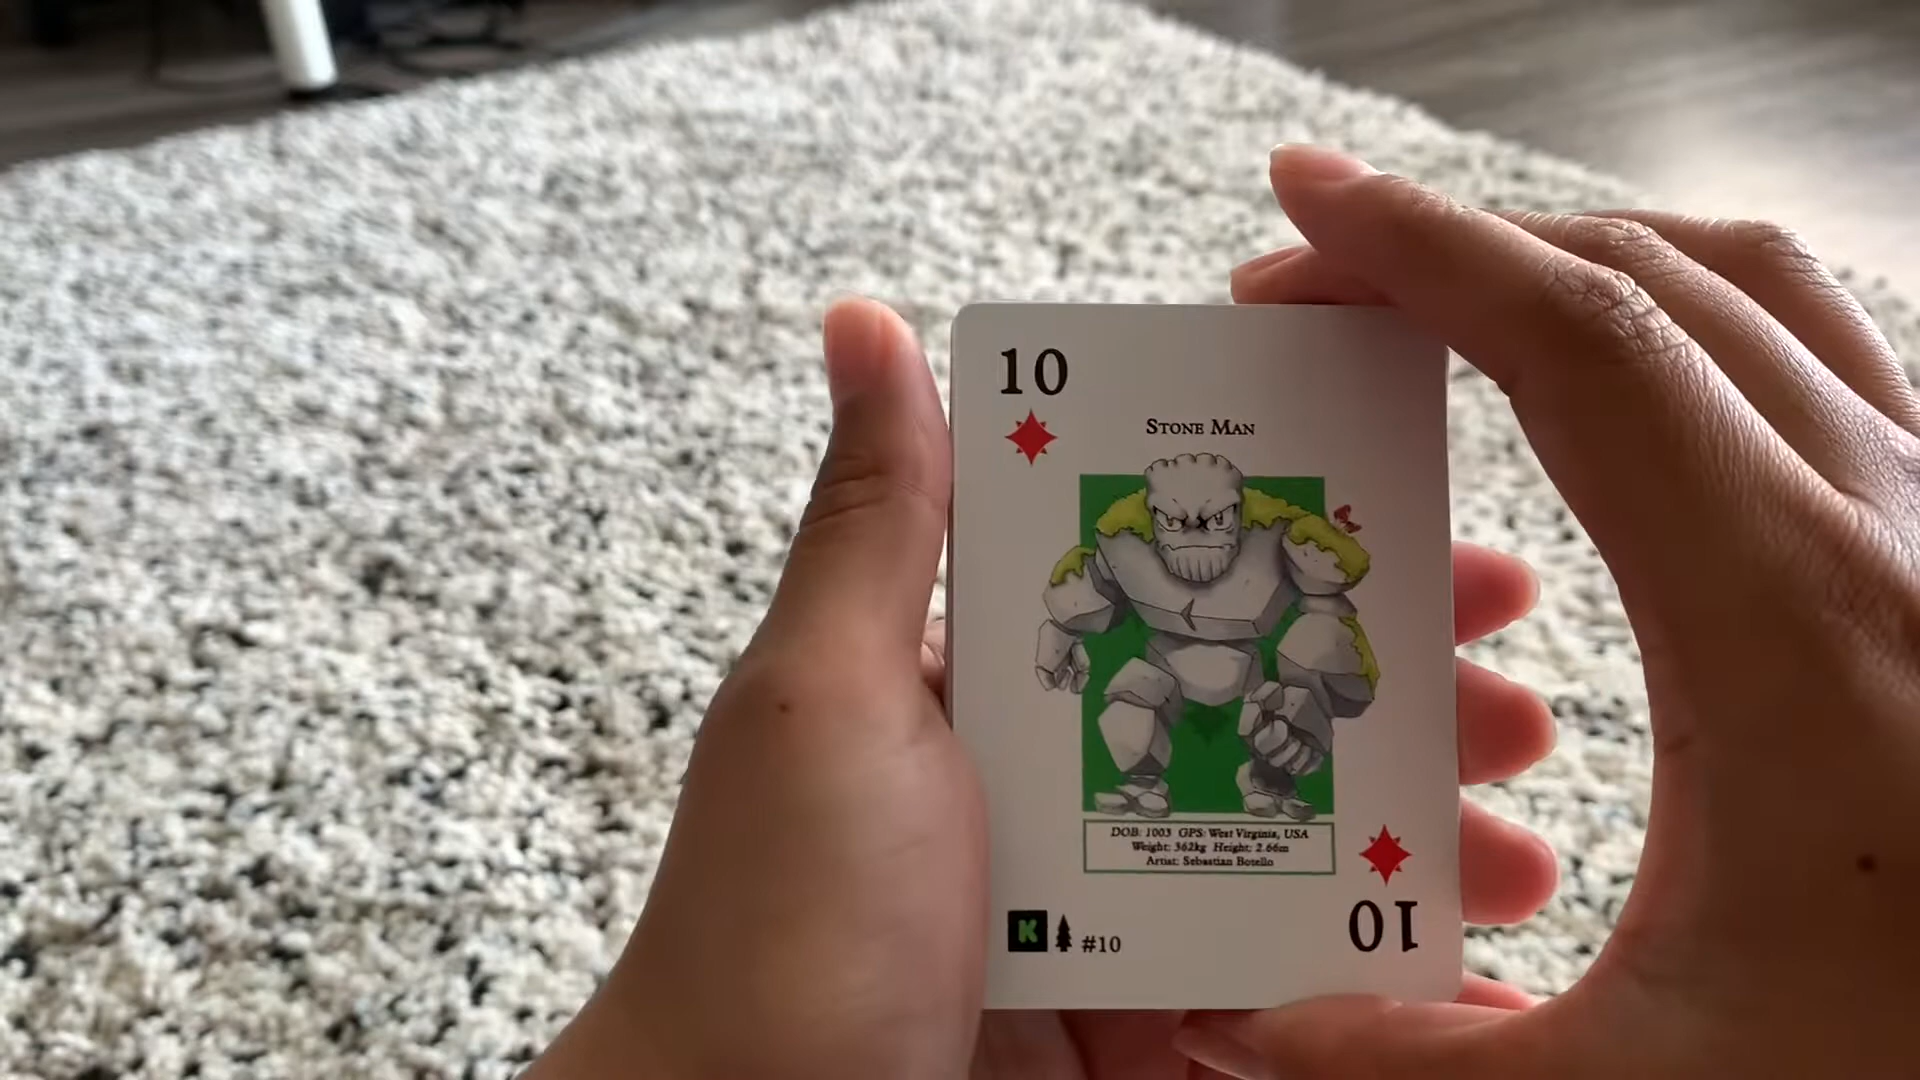 10
STONE MAN
DOB: 1003 GPS: West Virginia, USA
Weight: 362kg Height: 2.66m
Artist: Sebastian Botello
K #10
10